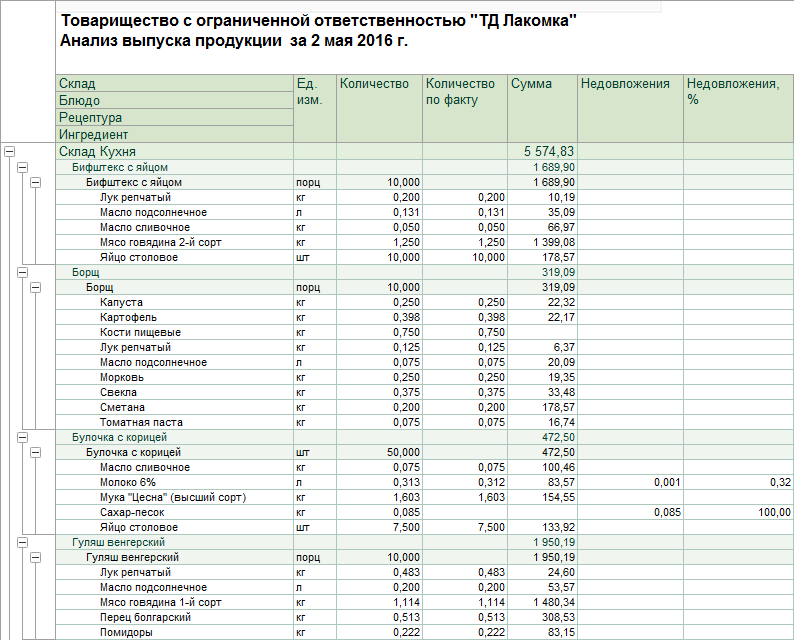 Товарищество с ограниченной ответственностью "ТД Лакомка"
Анализ выпуска продукции за 2 мая 2016 г.
Склад Ед. изм. Количество Количество по факту Сумма Недовложения Недовложения, %
Блюдо
Рецептура
Ингредиент
Склад Кухня 5 574,83
Бифштекс с яйцом 1 689,90
Бифштекс с яйцом порц 10,000 1 689,90
Лук репчатый кг 0,200 0,200 10,19
Масло подсолнечное л 0,131 0,131 35,09
Масло сливочное кг 0,050 0,050 66,97
Мясо говядина 2-й сорт кг 1,250 1,250 1 399,08
Яйцо столовое шт 10,000 10,000 178,57
Борщ 319,09
Борщ порц 10,000 319,09
Капуста кг 0,250 0,250 22,32
Картофель кг 0,398 0,398 22,17
Кости пищевые кг 0,750 0,750
Лук репчатый кг 0,125 0,125 6,37
Масло подсолнечное л 0,075 0,075 20,09
Морковь кг 0,250 0,250 19,35
Свекла кг 0,375 0,375 33,48
Сметана кг 0,200 0,200 178,57
Томатная паста кг 0,075 0,075 16,74
Булочка с корицей 472,50
Булочка с корицей шт 50,000 472,50
Масло сливочное кг 0,075 0,075 100,46
Молоко 6% л 0,313 0,312 83,57 0,001 0,32
Мука "Цесна" (высший сорт) кг 1,603 1,603 154,55
Сахар-песок кг 0,085 0,085 100,00
Яйцо столовое шт 7,500 7,500 133,92
Гуляш венгерский 1 950,19
Гуляш венгерский порц 10,000 1 950,19
Лук репчатый кг 0,483 0,483 24,60
Масло подсолнечное л 0,200 0,200 53,57
Мясо говядина 1-й сорт кг 1,114 1,114 1 480,34
Перец болгарский кг 0,513 0,513 308,53
Помидоры кг 0,222 0,222 83,15